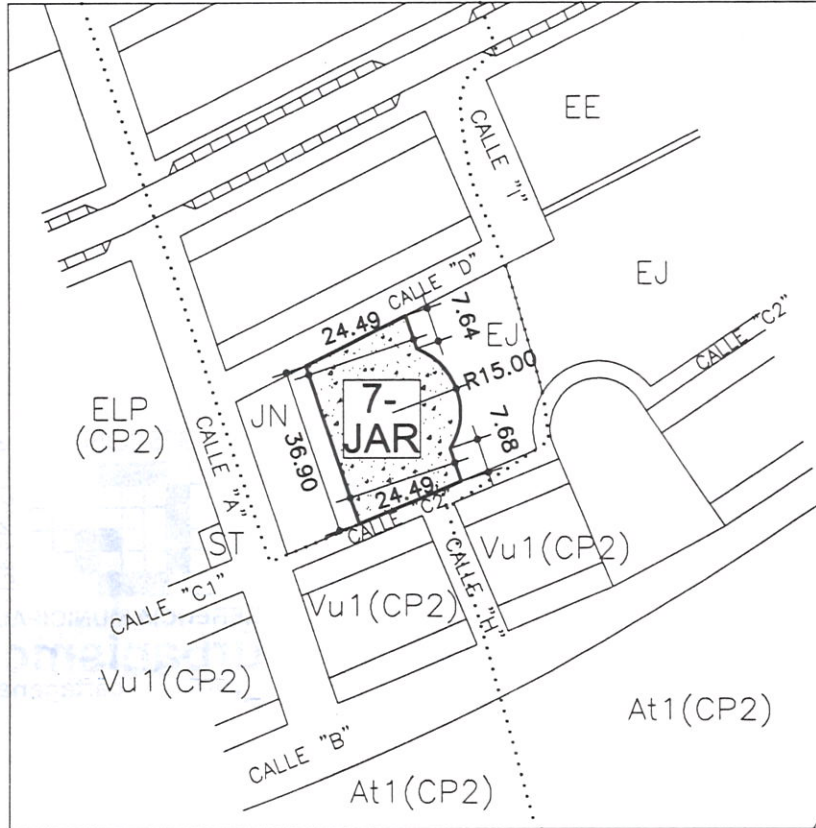 EE
CALLE "I"
EJ
CALLE "D"
7.64
24.49
EJ
CALLE "C2"
R15.00
ELP
(CP2)
CALLE "A"
JN
7-
JAR
36.90
7.68
24.49
CALLE "C2"
ST
Vu1(CP2)
CALLE "H"
CALLE "C1"
Vu1(CP2)
Vu1(CP2)
At1(CP2)
CALLE "B"
At1(CP2)